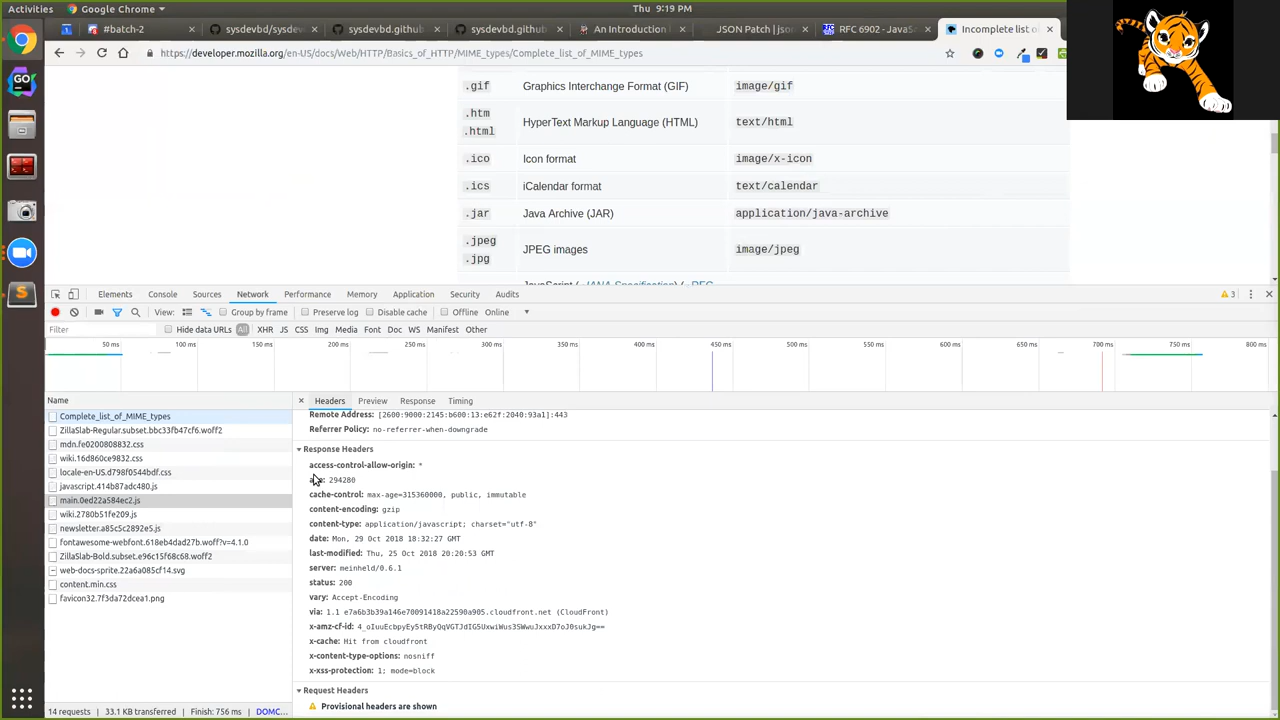 Activities Google Chrome Thu 9:19 PM
#batch-2 sysdevbd/sysdev sysdevbd.github. sysdevbd.github. An Introduction JSON Patch | RFC 6902 - JavaS Incomplete list o
https://developer.mozilla.org/en-US/docs/Web/HTTP/Basics_of_HTTP/MIME_types/Complete_list_of_MIME_types
.gif Graphics Interchange Format (GIF) image/gif
.htm
.html HyperText Markup Language (HTML) text/html
.ico Icon format image/x-icon
.ics iCalendar format text/calendar
.jar Java Archive (JAR) application/java-archive
.jpeg
.jpg JPEG images image/jpeg
JavaScript (IANA Specification) (RFC
Elements Console Sources Network Performance Memory Application Security Audits 3
View: Group by frame Preserve log Disable cache Offline Online
Filter Hide data URLs All XHR JS CSS Img Media Font Doc WS Manifest Other
50 ms 100 ms 150 ms 200 ms 250 ms 300 ms 350 ms 400 ms 450 ms 500 ms 550 ms 600 ms 650 ms 700 ms 750 ms 800 ms
Name × Headers Preview Response Timing
Complete_list_of_MIME_types
ZillaSlab-Regular.subset.bbc33fb47cf6.woff2
mdn.fe0200808832.css
wiki.16d860ce9832.css
locale-en-US.d798f0544bdf.css
javascript.414b87adc480.js
main.0ed22a584ec2.js
wiki.2780b51fe209.js
newsletter.a85c5c2892e5.js
fontawesome-webfont.618eb4dad27b.woff?v=4.1.0
ZillaSlab-Bold.subset.e96c15f68c68.woff2
web-docs-sprite.22a6a085cf14.svg
content.min.css
favicon32.7f3da72dcea1.png
14 requests 33.1 KB transferred Finish: 756 ms DOMC...
Remote Address: [2600:9000:2145:b600:13:e62f:2040:93a1]:443
Referrer Policy: no-referrer-when-downgrade
Response Headers
access-control-allow-origin: *
294280
cache-control: max-age=315360000, public, immutable
content-encoding: gzip
content-type: application/javascript; charset="utf-8"
date: Mon, 29 Oct 2018 18:32:27 GMT
last-modified: Thu, 25 Oct 2018 20:20:53 GMT
server: meinheld/0.6.1
status: 200
vary: Accept-Encoding
via: 1.1 e7a6b3b39a146e70091418a22590a905.cloudfront.net (CloudFront)
x-amz-cf-id: 4_oIuuEcbpyEy5tRByQqVGTJdIG5UxwiWus3SWwuJxxxD7oJ0sukJg==
x-cache: Hit from cloudfront
x-content-type-options: nosniff
x-xss-protection: 1; mode=block
Request Headers
Provisional headers are shown